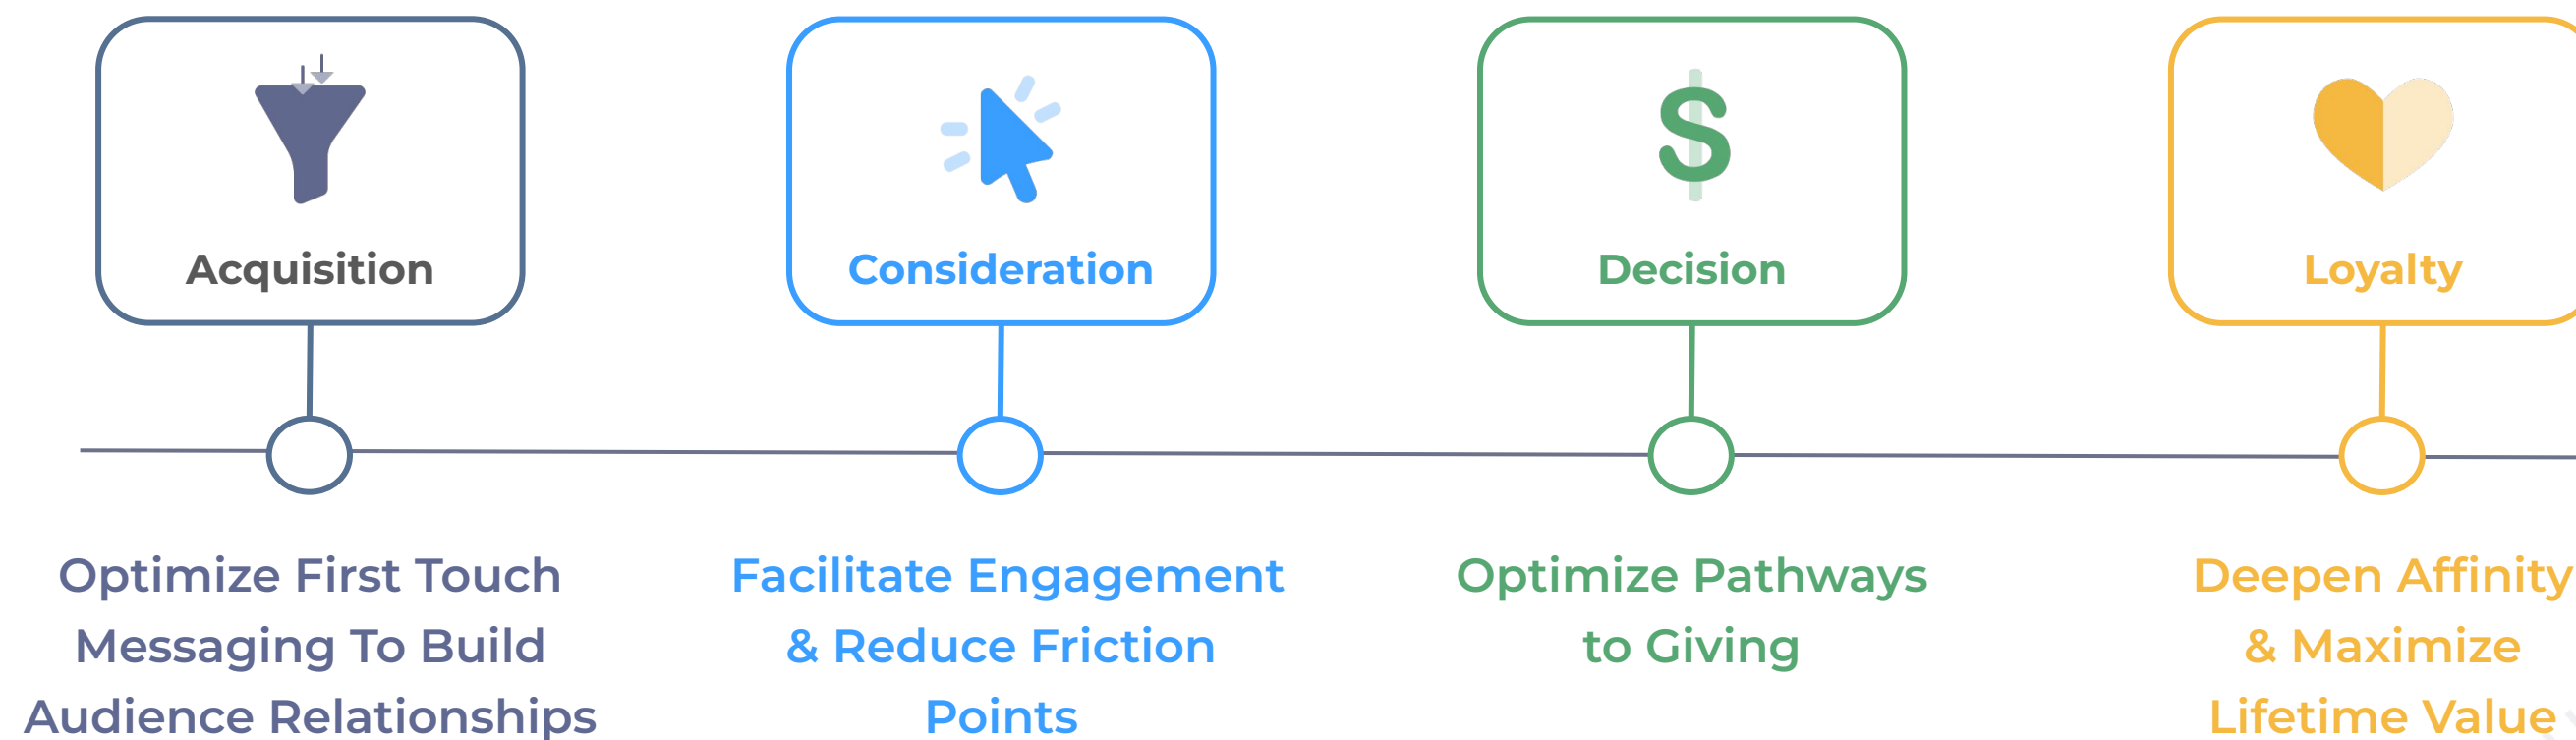 Acquisition
Consideration
Decision
Loyalty
Optimize First Touch
Messaging To Build
Audience Relationships
Facilitate Engagement
& Reduce Friction
Points
Optimize Pathways
to Giving
Deepen Affinity
& Maximize
Lifetime Value